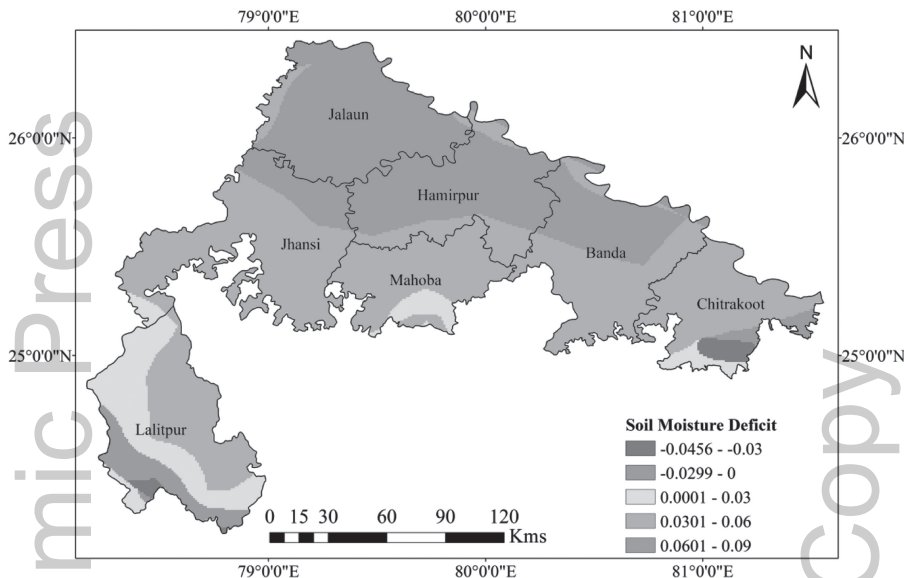 79°0'0"E 80°0'0"E 81°0'0"E
N
Jalaun
26°0'0"N 26°0'0"N
Hamirpur
Jhansi
Banda
Mahoba
Chitrakoot
25°0'0"N 25°0'0"N
Lalitpur
Soil Moisture Deficit
-0.0456 - -0.03
-0.0299 - 0
0.0001 - 0.03
0.0301 - 0.06
0.0601 - 0.09
0 15 30 60 90 120
Kms
79°0'0"E 80°0'0"E 81°0'0"E
mic Press
Copy